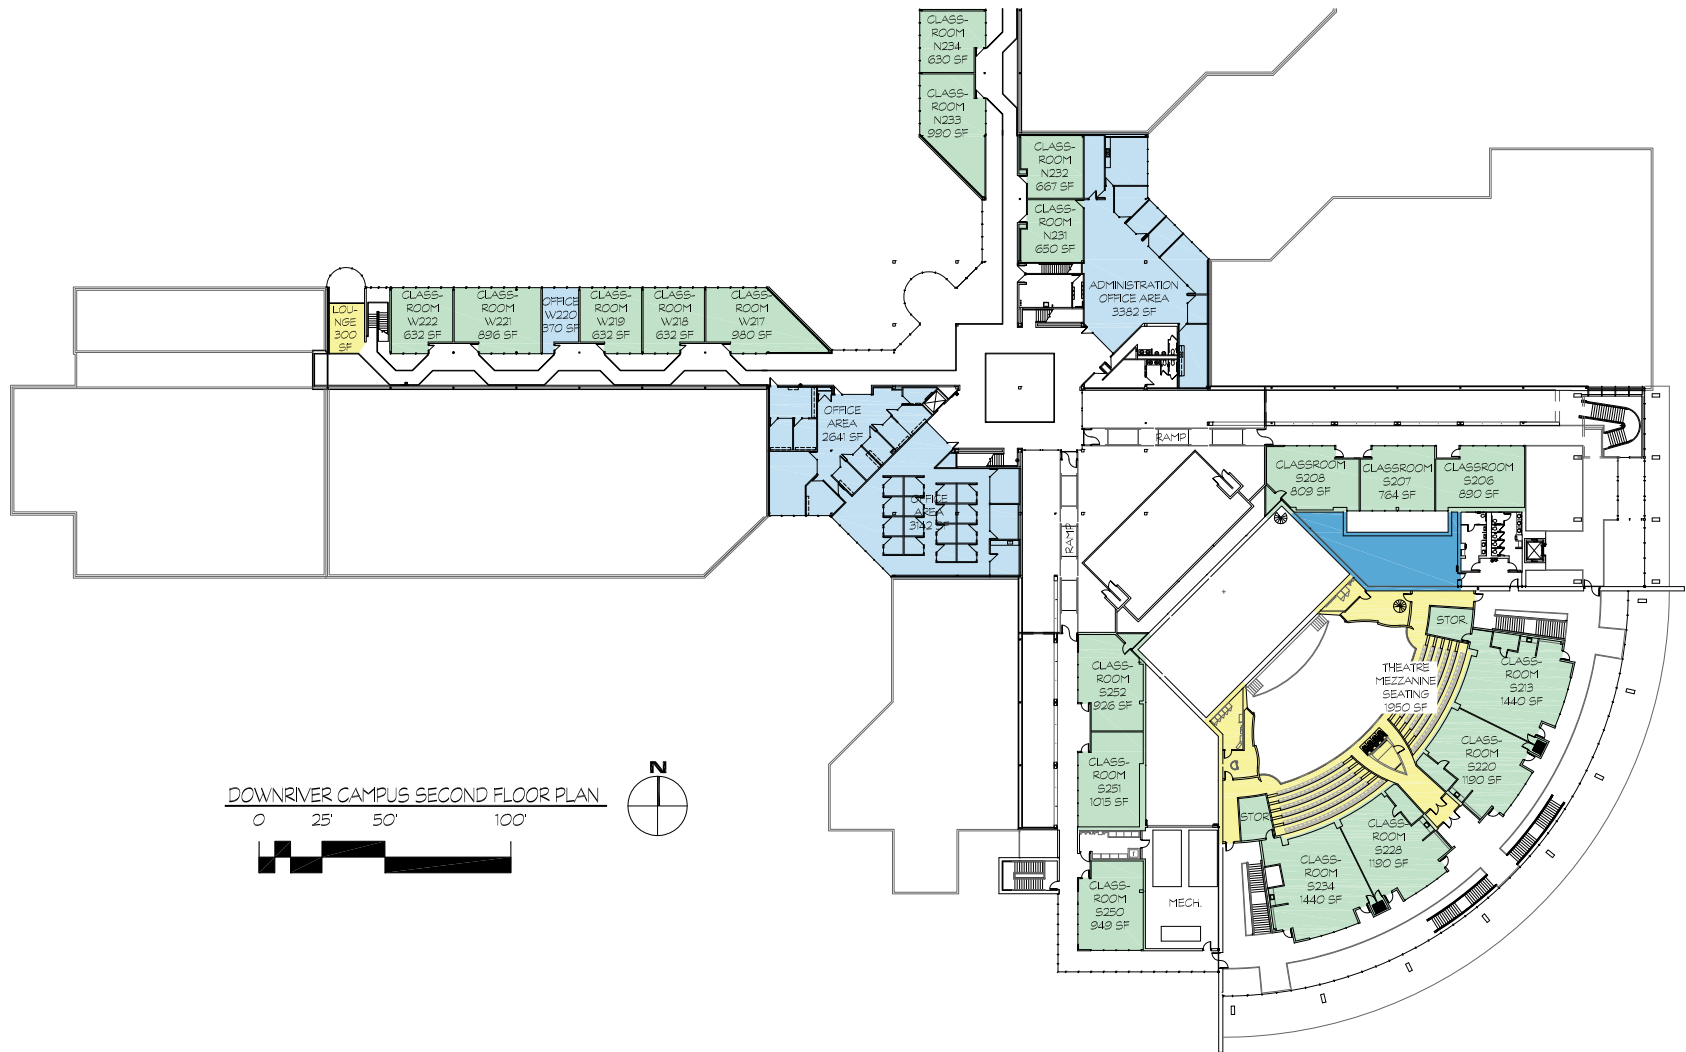 CLASS-
ROOM
N234
630 SF
CLASS-
ROOM
N233
990 SF
CLASS-
ROOM
N232
667 SF
CLASS-
ROOM
N231
650 SF
ADMINISTRATION
OFFICE AREA
3382 SF
LOU-
NGE
300
SF
CLASS-
ROOM
W222
632 SF
CLASS-
ROOM
W221
896 SF
OFFICE
W220
370 SF
CLASS-
ROOM
W219
632 SF
CLASS-
ROOM
W218
632 SF
CLASS-
ROOM
W217
980 SF
OFFICE
AREA
2641 SF
OFFICE
AREA
3142 SF
RAMP
RAMP
CLASSROOM
S208
809 SF
CLASSROOM
S207
764 SF
CLASSROOM
S206
890 SF
STOR.
CLASS-
ROOM
S213
1440 SF
THEATRE
MEZZANINE
SEATING
1950 SF
CLASS-
ROOM
S220
1190 SF
CLASS-
ROOM
S252
926 SF
CLASS-
ROOM
S251
1015 SF
STOR.
CLASS-
ROOM
S228
1190 SF
CLASS-
ROOM
S234
1440 SF
CLASS-
ROOM
S250
949 SF
MECH.
N
DOWNRIVER CAMPUS SECOND FLOOR PLAN
0 25' 50' 100'